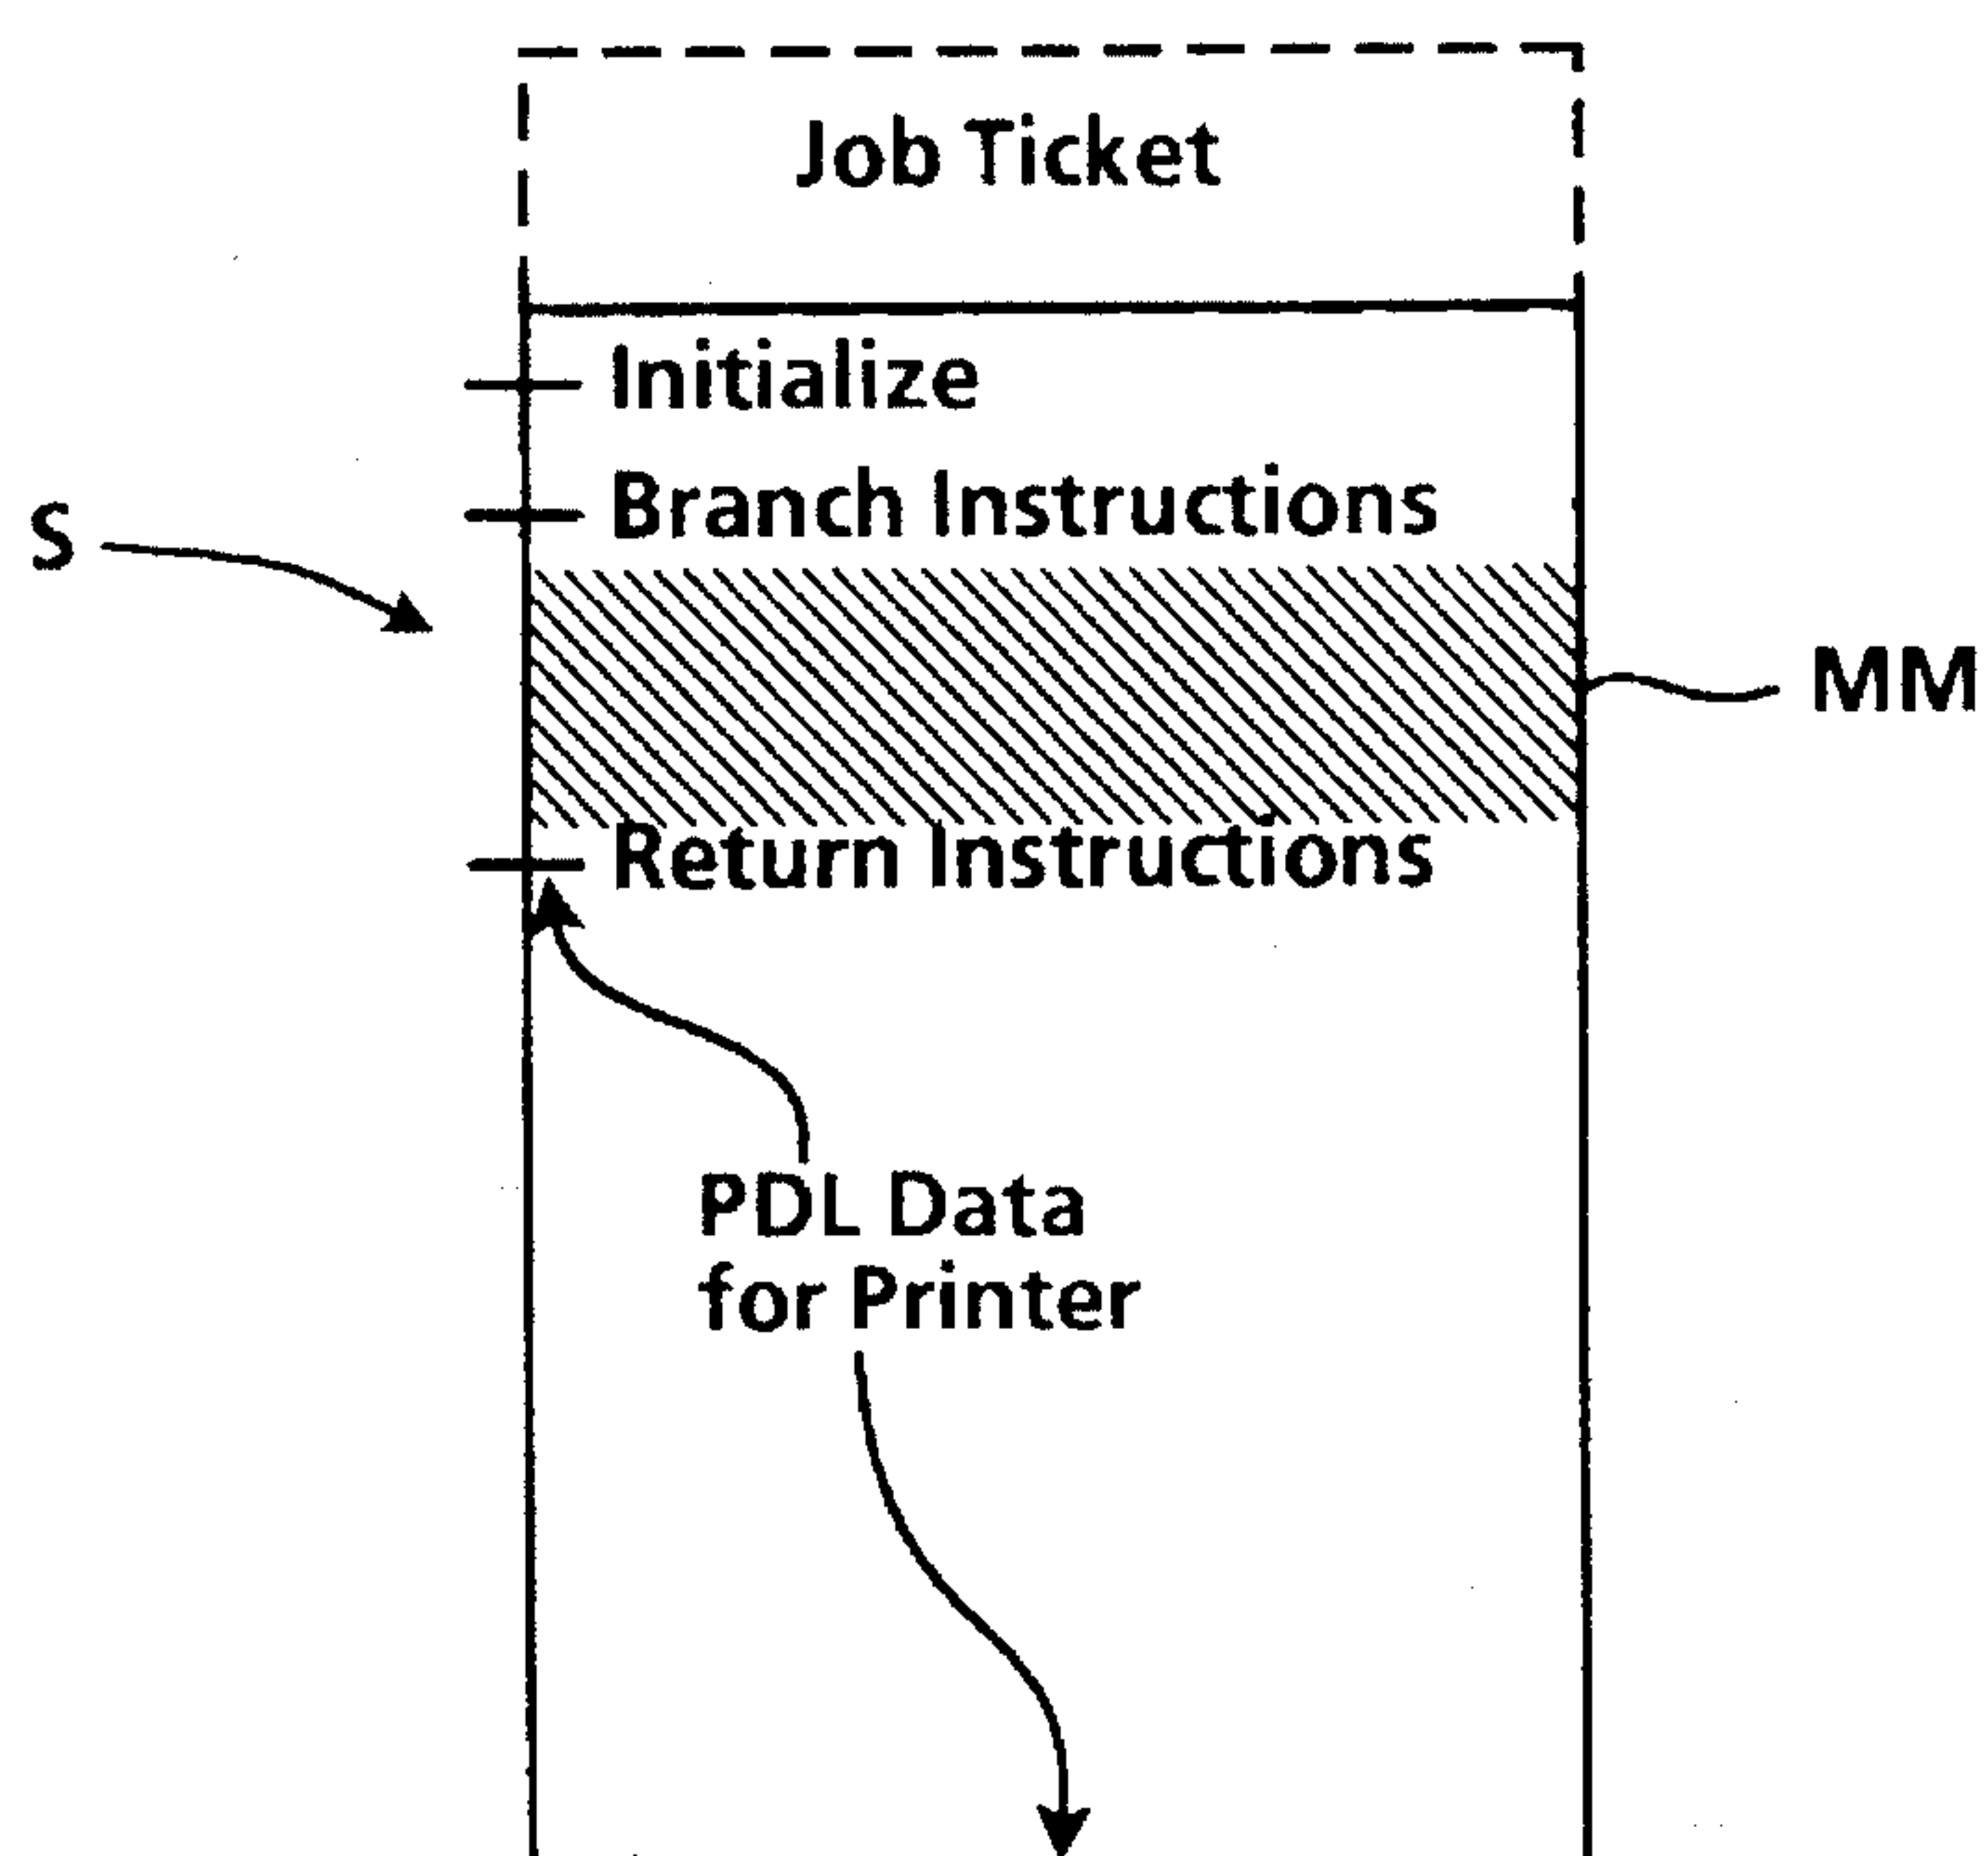 Job Ticket
Initialize
Branch Instructions
S
MM
Return Instructions
PDL Data
for Printer